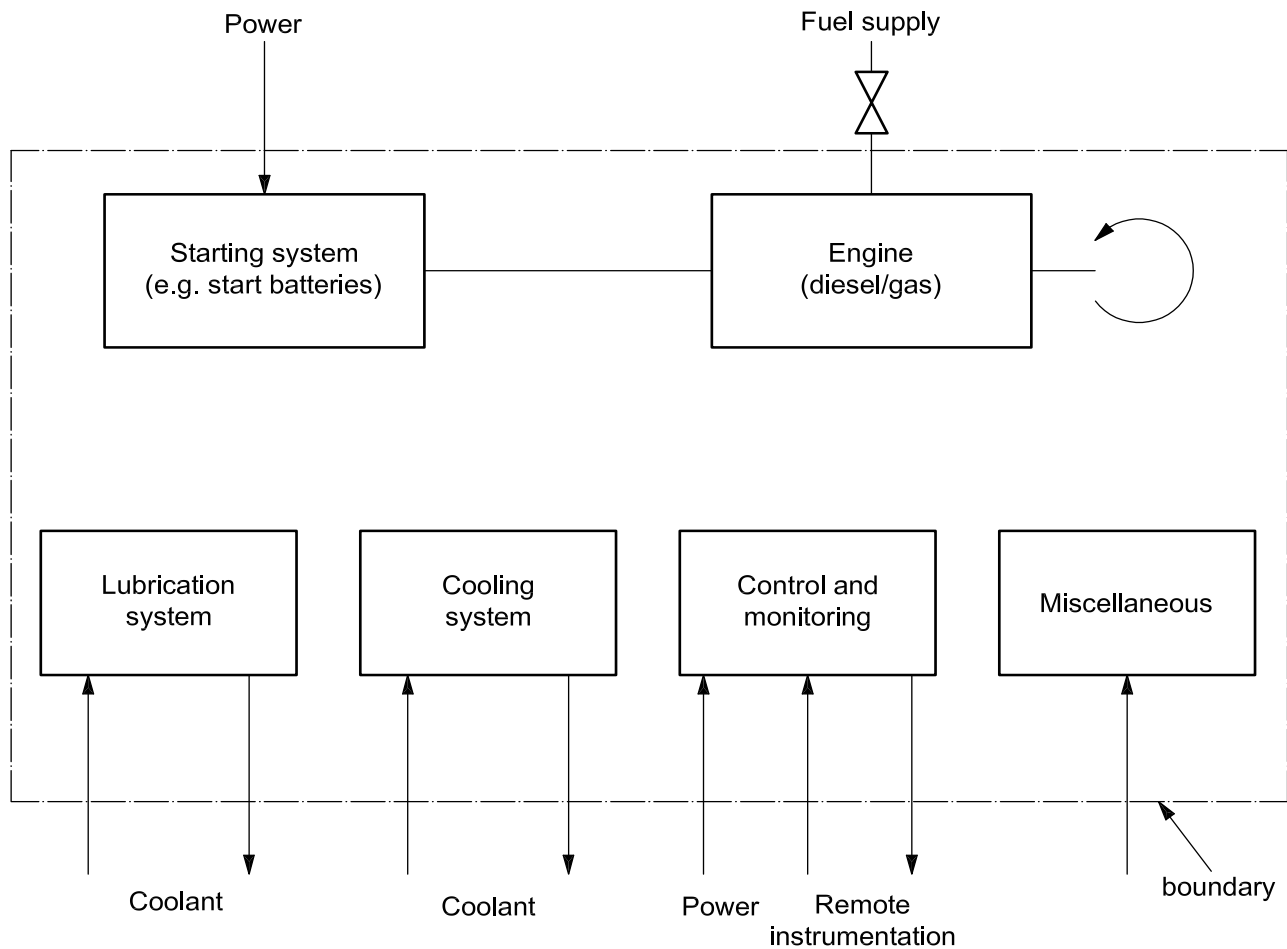 Power
Fuel supply
Starting system
(e.g. start batteries)
Engine
(diesel/gas)
Lubrication
system
Cooling
system
Control and
monitoring
Miscellaneous
Coolant
Coolant
Power
Remote
instrumentation
boundary